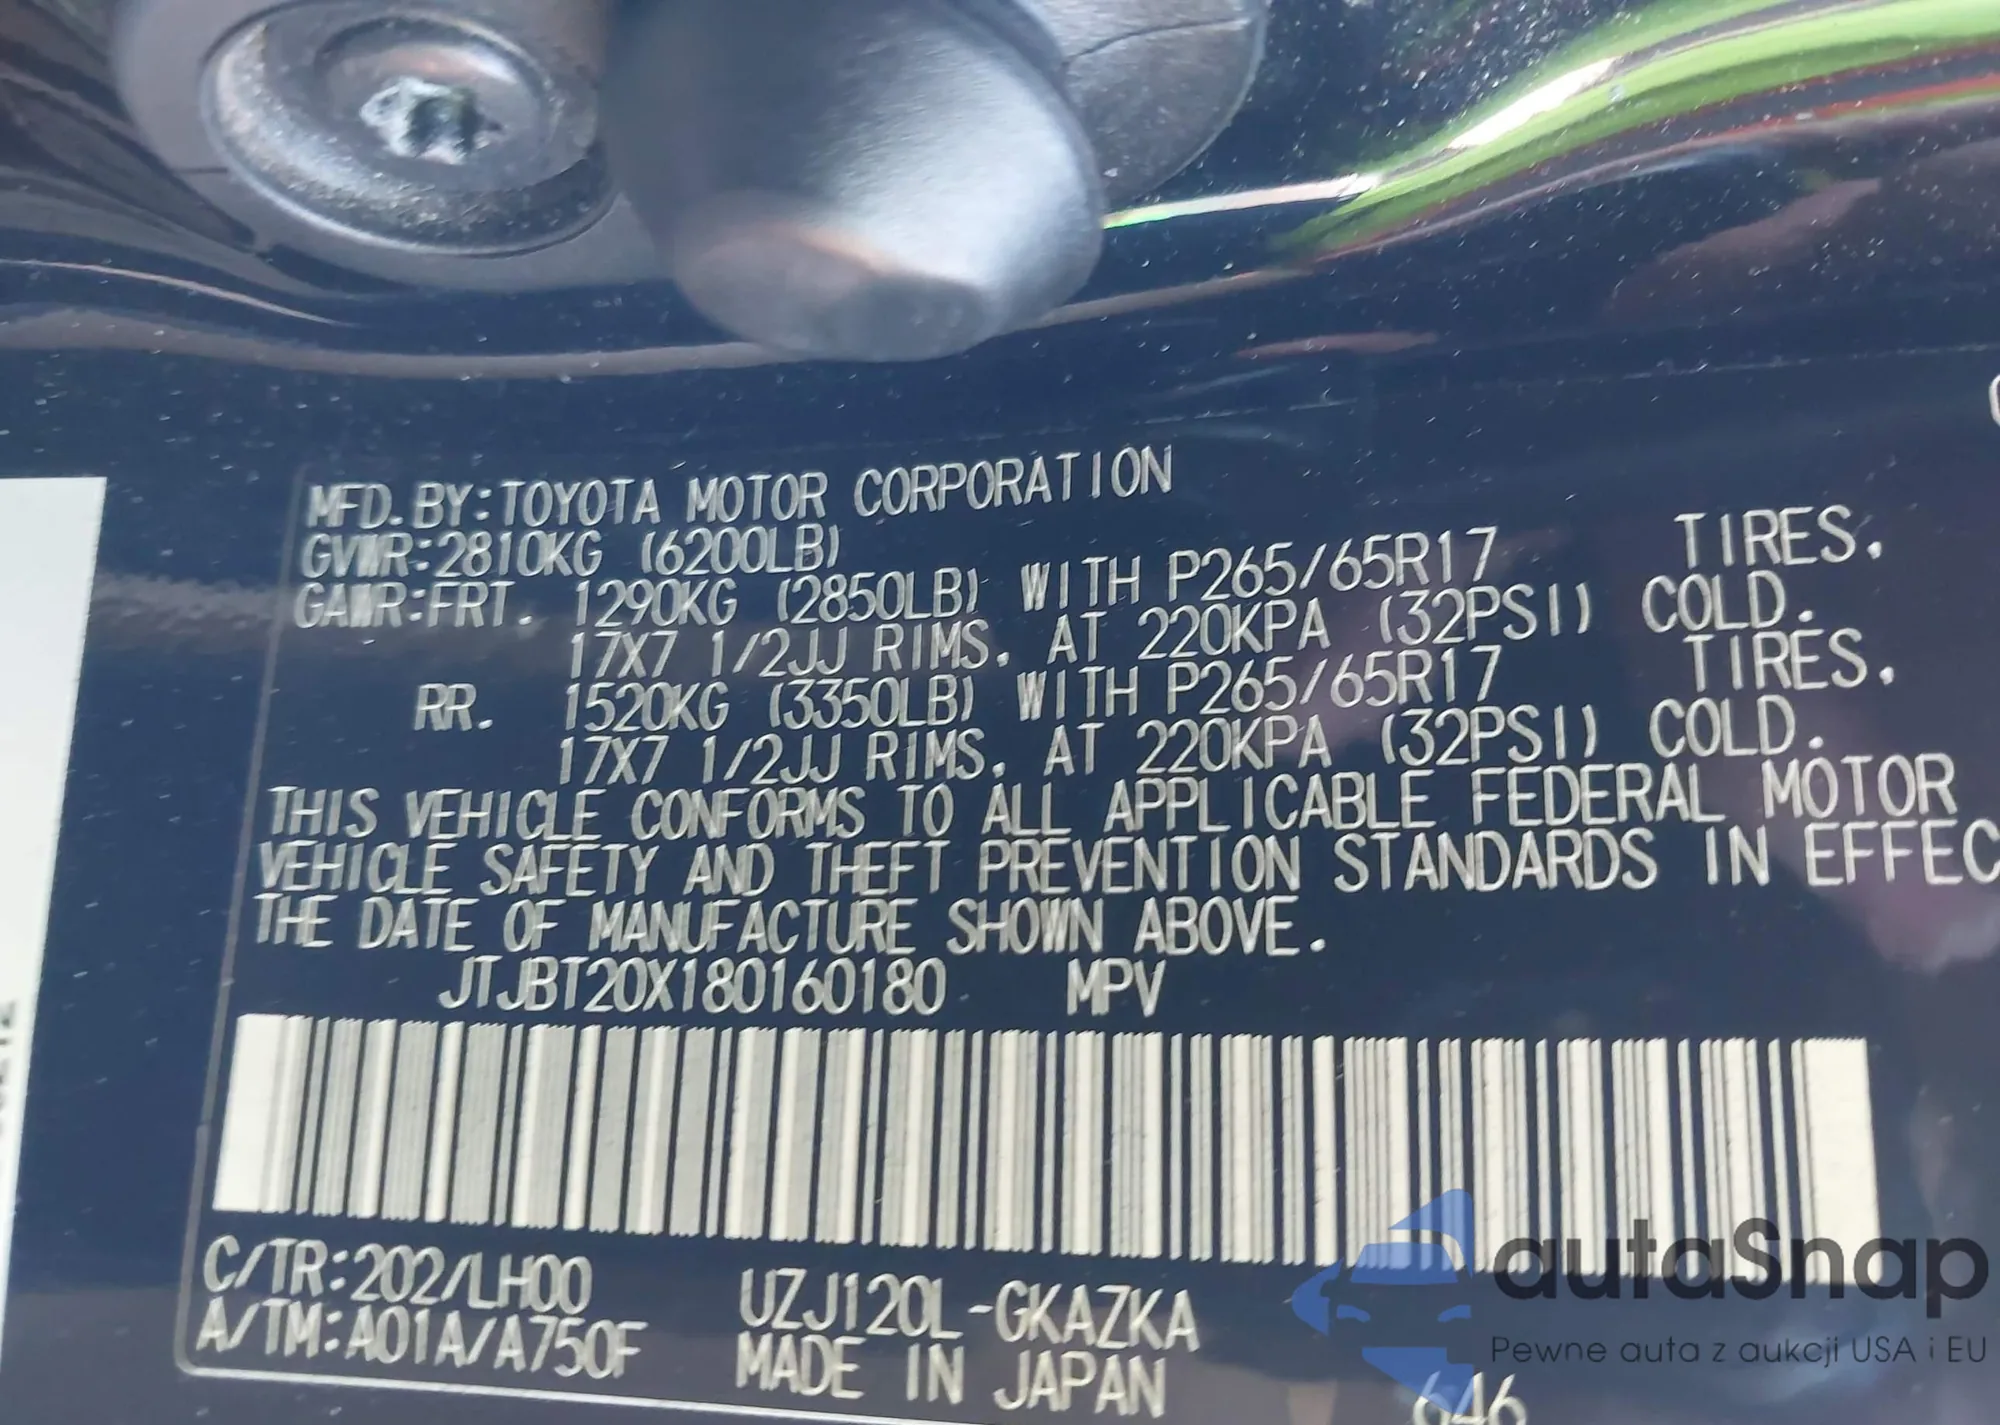 MFD.BY:TOYOTA MOTOR CORPORATION
GVWR:2810KG (6200LB)
GAWR:FRT. 1290KG (2850LB) WITH P265/65R17 TIRES,
17X7 1/2JJ RIMS, AT 220KPA (32PSI) COLD.
RR. 1520KG (3350LB) WITH P265/65R17 TIRES,
17X7 1/2JJ RIMS, AT 220KPA (32PSI) COLD.
THIS VEHICLE CONFORMS TO ALL APPLICABLE FEDERAL MOTOR
VEHICLE SAFETY AND THEFT PREVENTION STANDARDS IN EFFEC
THE DATE OF MANUFACTURE SHOWN ABOVE.
JTJBT20X180160180 MPV
C/TR:202/LH00 UZJ120L-GKAZKA
A/TM:A01A/A750F MADE IN JAPAN
646
autaSnap
Pewne auta z aukcji USA i EU